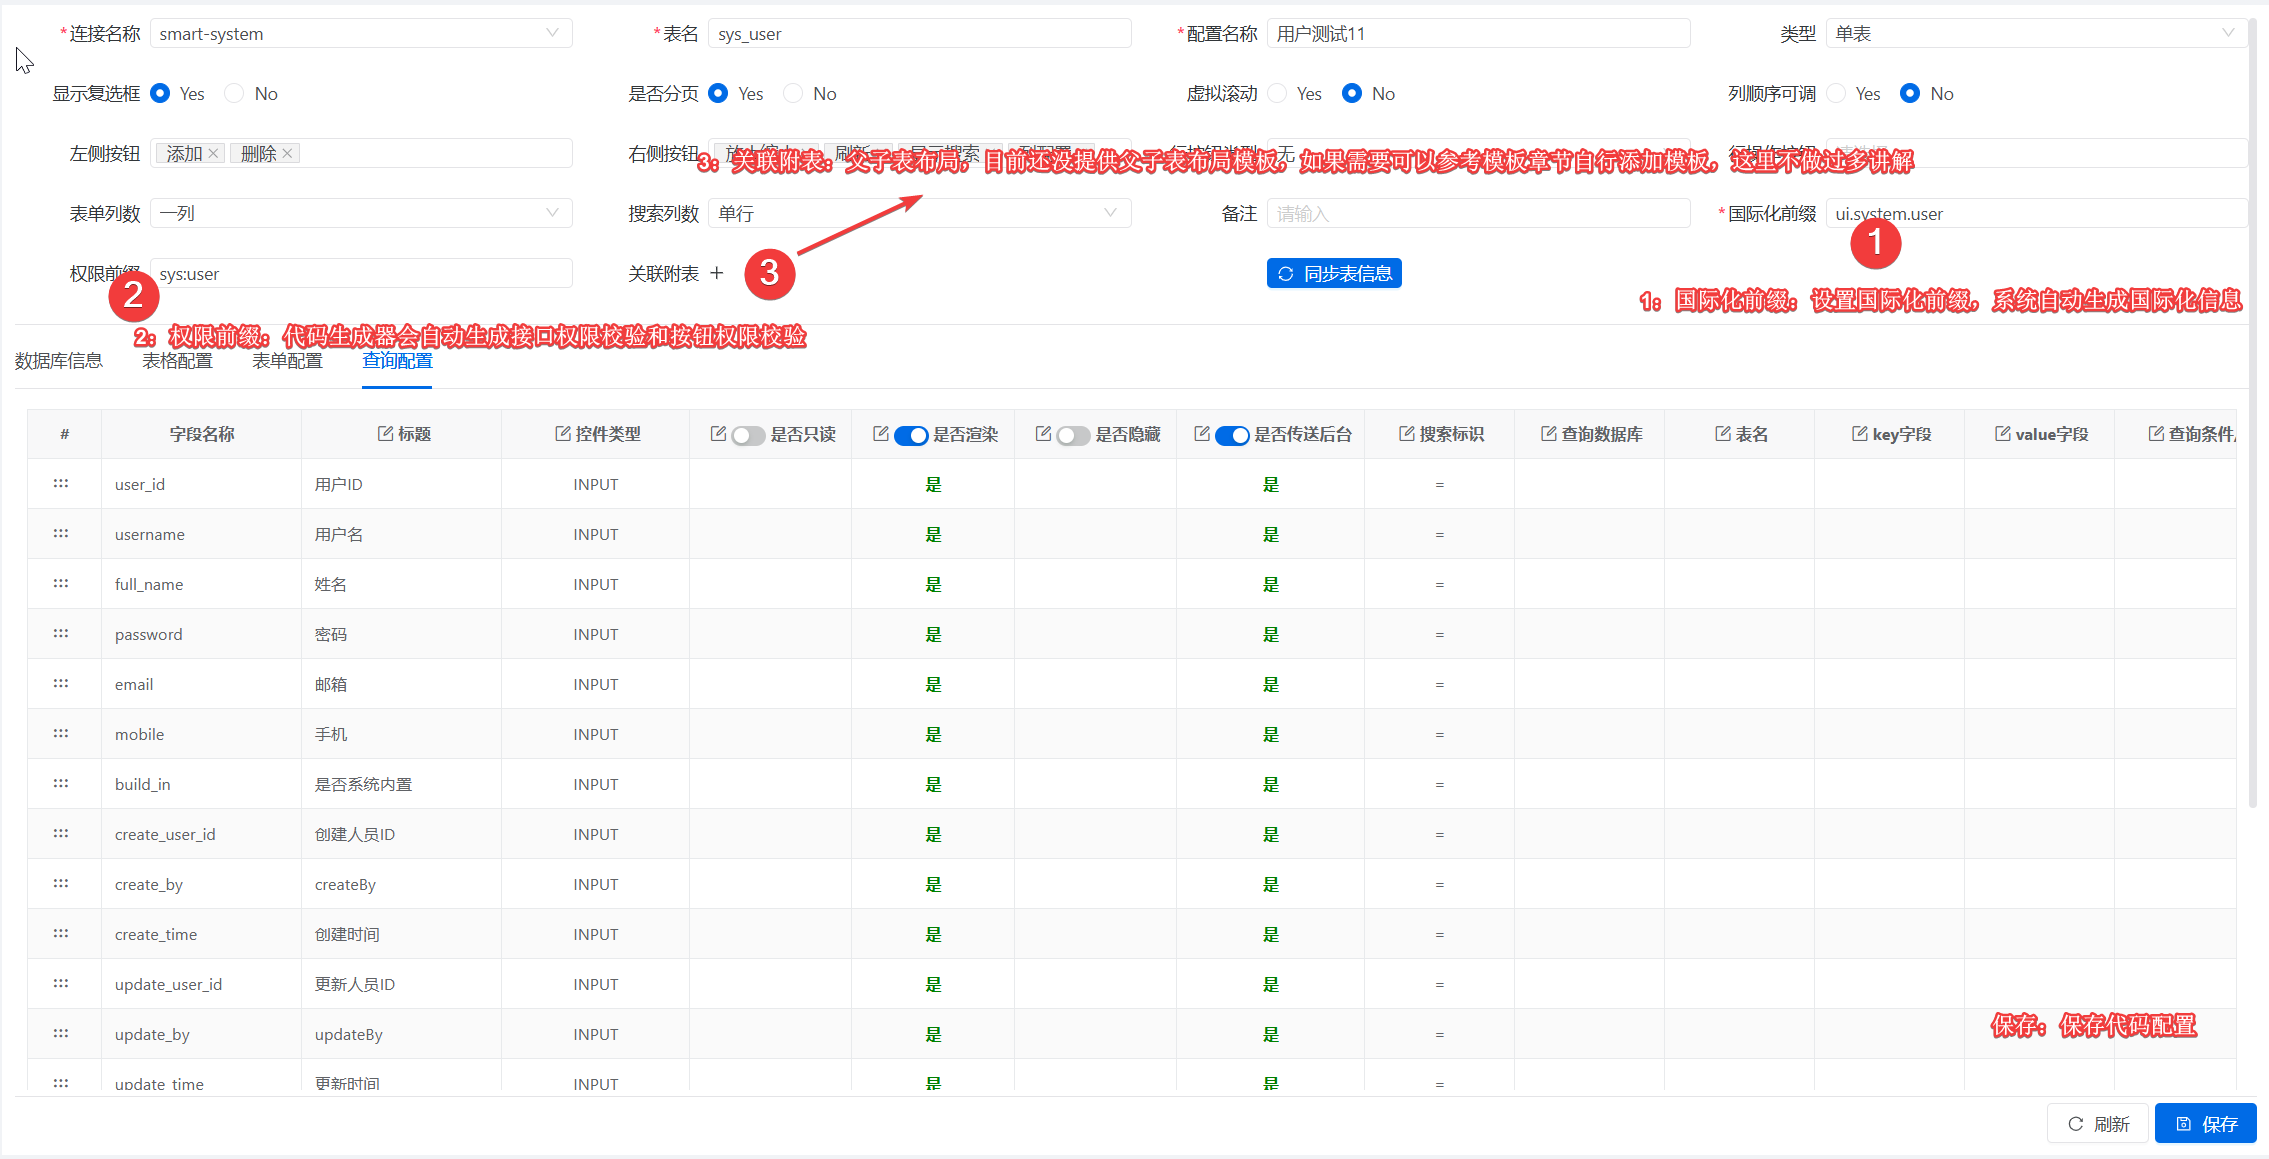 *连接名称 smart-system *表名 sys_user *配置名称 用户测试11 类型 单表
显示复选框 Yes No 是否分页 Yes No 虚拟滚动 Yes No 列顺序可调 Yes No
左侧按钮 添加 × 删除 × 右侧按钮 无
3：关联附表：父子表布局，目前还没提供父子表布局模板，如果需要可以参考模板章节自行添加模板，这里不做过多讲解
表单列数 一列 搜索列数 单行 备注 请输入 *国际化前缀 ui.system.user
1
权限前缀 sys:user 关联附表 + 3 同步表信息
2
1：国际化前缀：设置国际化前缀，系统自动生成国际化信息
2：权限前缀：代码生成器会自动生成接口权限校验和按钮权限校验
数据库信息 表格配置 表单配置 查询配置
# 字段名称 标题 控件类型 是否只读 是否渲染 是否隐藏 是否传送后台 搜索标识 查询数据库 表名 key字段 value字段 查询条件
user_id 用户ID INPUT 是 是 =
username 用户名 INPUT 是 是 =
full_name 姓名 INPUT 是 是 =
password 密码 INPUT 是 是 =
email 邮箱 INPUT 是 是 =
mobile 手机 INPUT 是 是 =
build_in 是否系统内置 INPUT 是 是 =
create_user_id 创建人员ID INPUT 是 是 =
create_by createBy INPUT 是 是 =
create_time 创建时间 INPUT 是 是 =
update_user_id 更新人员ID INPUT 是 是 =
update_by updateBy INPUT 是 是 =
保存：保存代码配置
update_time 更新时间 INPUT 是 是 =
刷新 保存